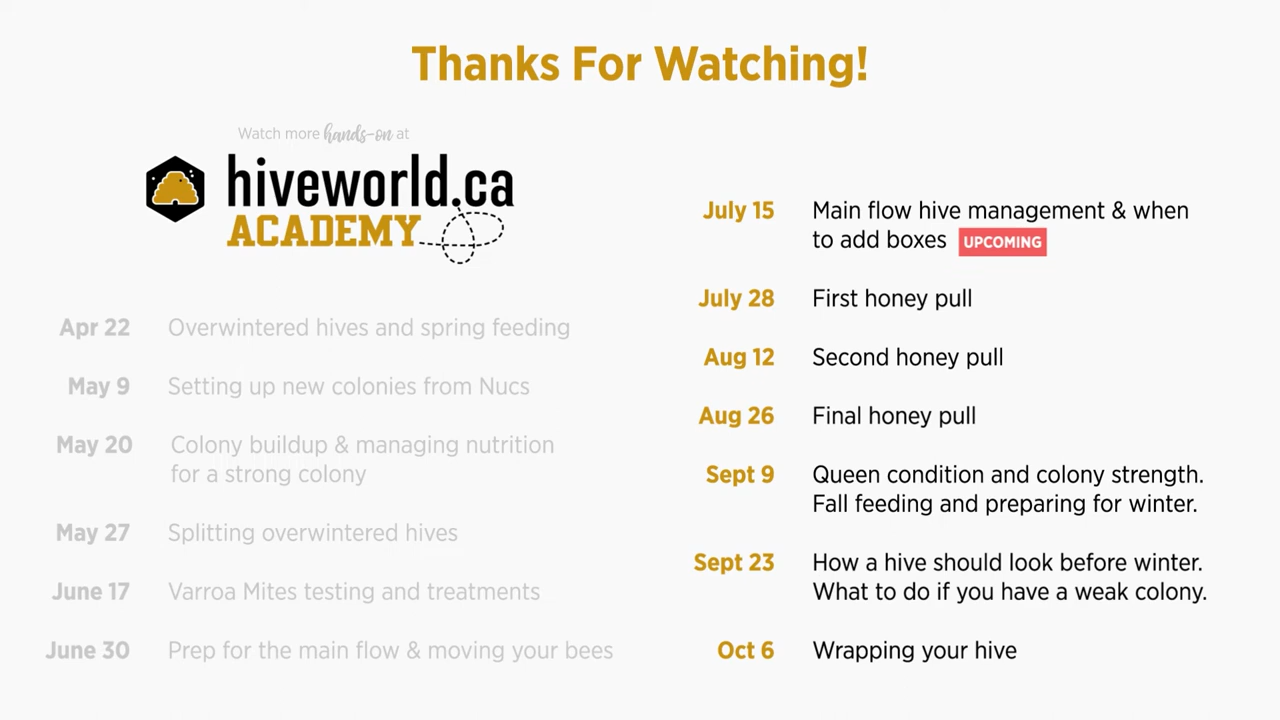 Thanks For Watching!
Watch more hands-on at
hiveworld.ca
ACADEMY
Apr 22 Overwintered hives and spring feeding
May 9 Setting up new colonies from Nucs
May 20 Colony buildup & managing nutrition
for a strong colony
May 27 Splitting overwintered hives
June 17 Varroa Mites testing and treatments
June 30 Prep for the main flow & moving your bees
July 15 Main flow hive management & when
to add boxes UPCOMING
July 28 First honey pull
Aug 12 Second honey pull
Aug 26 Final honey pull
Sept 9 Queen condition and colony strength.
Fall feeding and preparing for winter.
Sept 23 How a hive should look before winter.
What to do if you have a weak colony.
Oct 6 Wrapping your hive